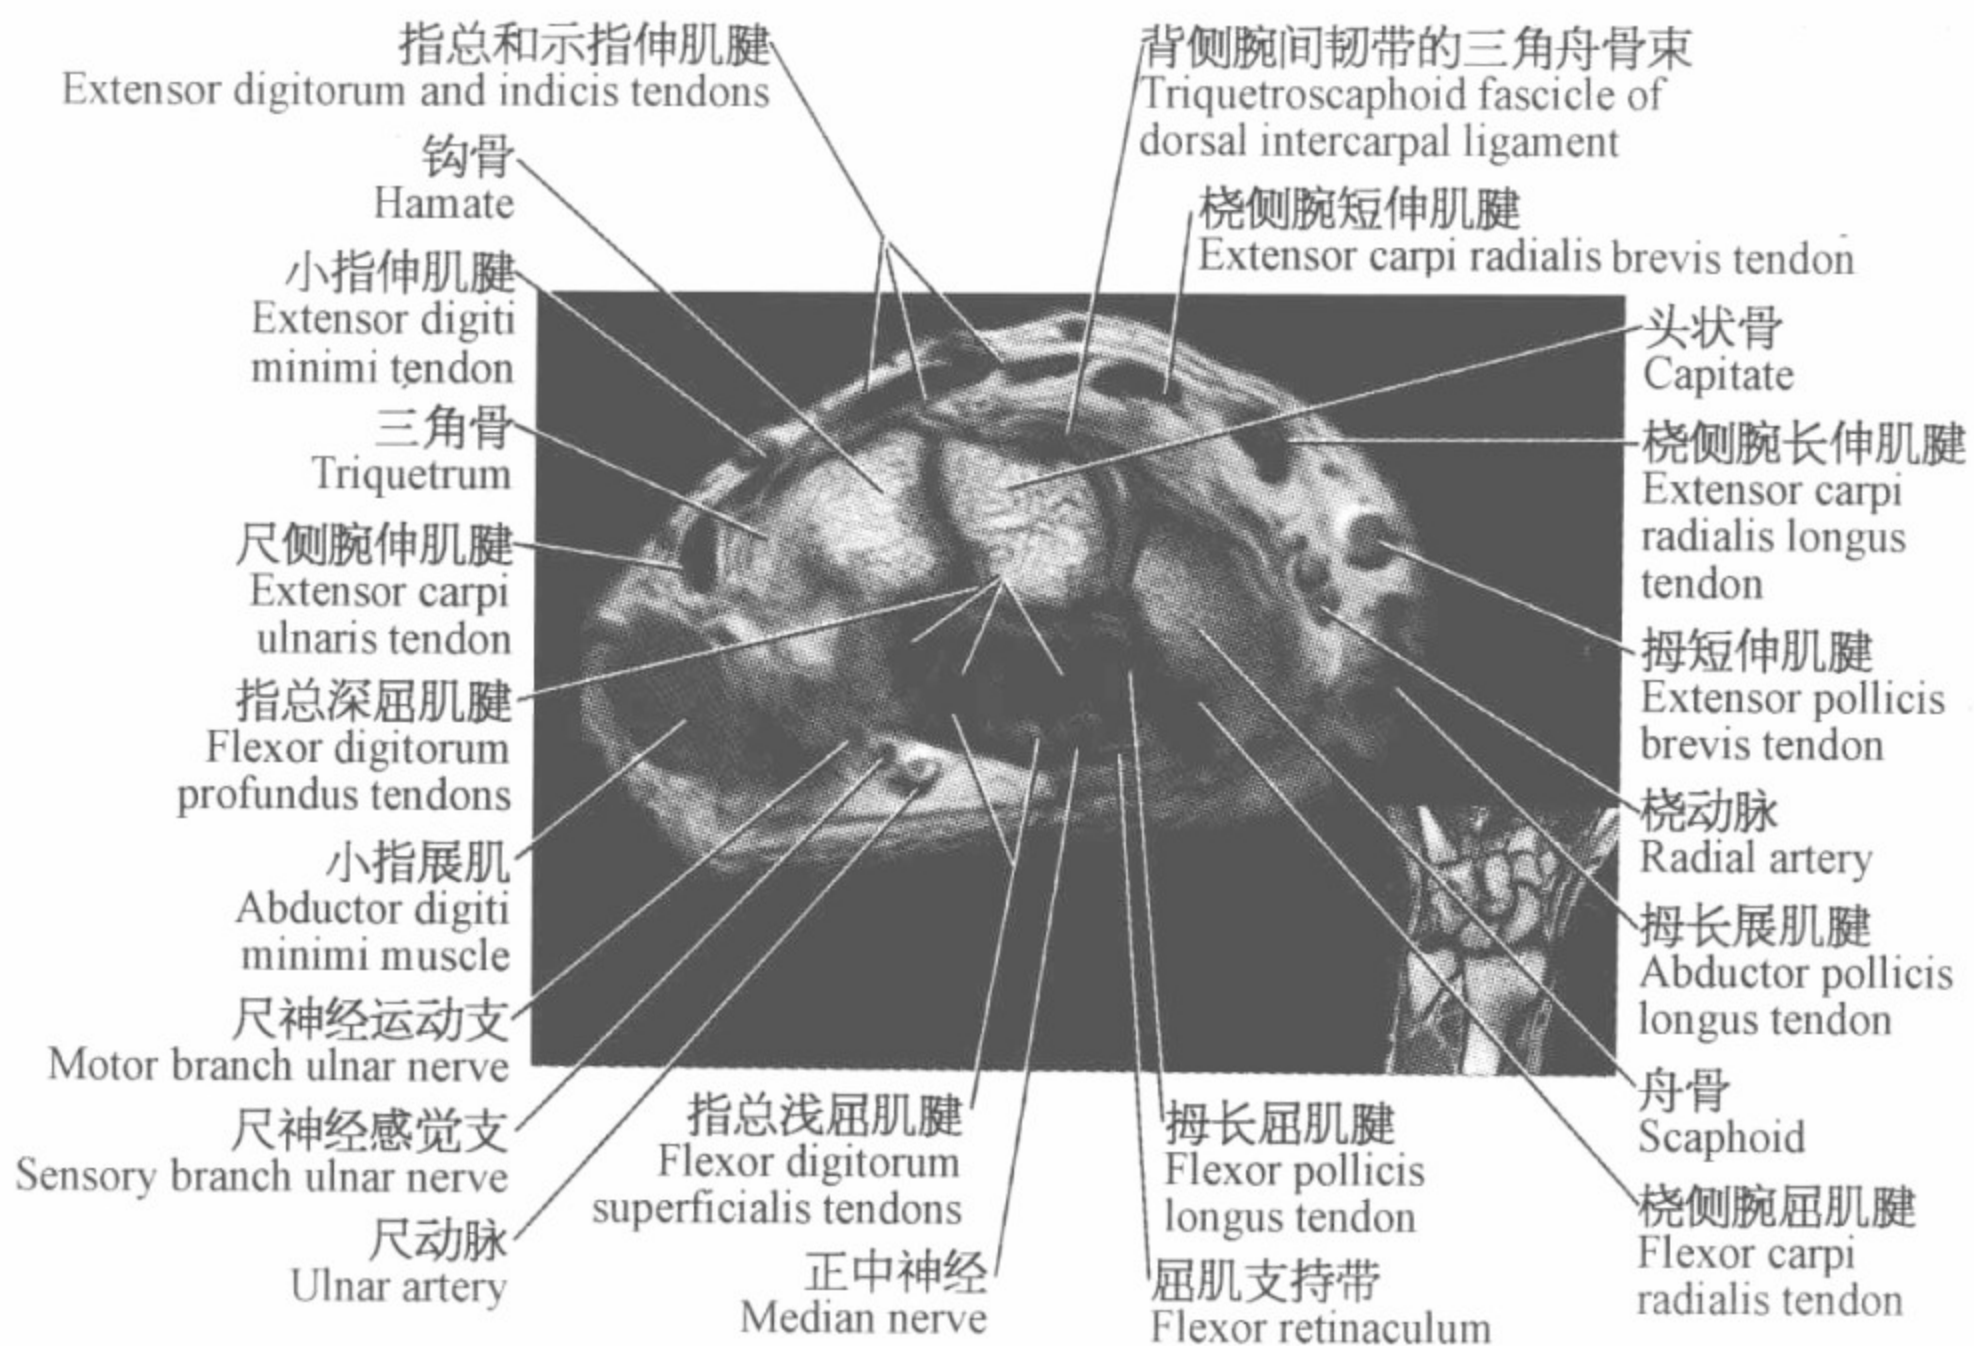 指总和示指伸肌腱
Extensor digitorum and indicis tendons
钩骨
Hamate
小指伸肌腱
Extensor digiti
minimi tendon
三角骨
Triquetrum
尺侧腕伸肌腱
Extensor carpi
ulnaris tendon
指总深屈肌腱
Flexor digitorum
profundus tendons
小指展肌
Abductor digiti
minimi muscle
尺神经运动支
Motor branch ulnar nerve
尺神经感觉支
Sensory branch ulnar nerve
尺动脉
Ulnar artery
指总浅屈肌腱
Flexor digitorum
superficialis tendons
正中神经
Median nerve
背侧腕间韧带的三角舟骨束
Triquetroscaphoid fascicle of
dorsal intercarpal ligament
桡侧腕短伸肌腱
Extensor carpi radialis brevis tendon
头状骨
Capitate
桡侧腕长伸肌腱
Extensor carpi
radialis longus
tendon
拇短伸肌腱
Extensor pollicis
brevis tendon
桡动脉
Radial artery
拇长展肌腱
Abductor pollicis
longus tendon
舟骨
Scaphoid
桡侧腕屈肌腱
Flexor carpi
radialis tendon
拇长屈肌腱
Flexor pollicis
longus tendon
屈肌支持带
Flexor retinaculum